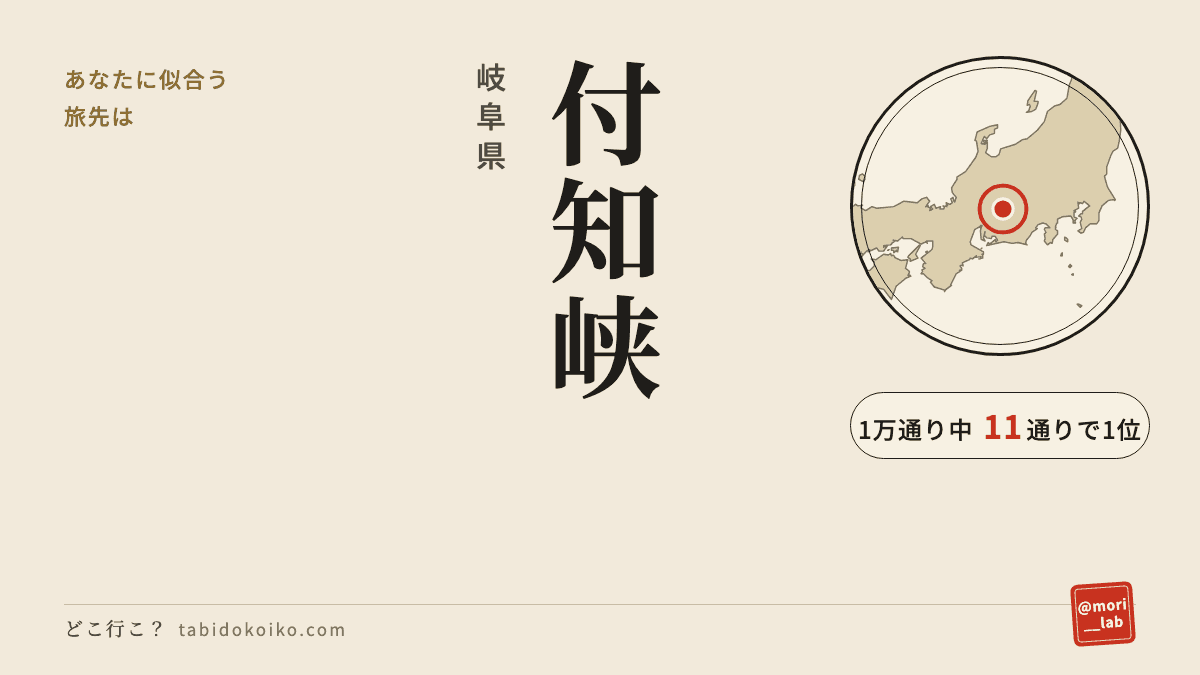 あなたに似合う
旅先は
付知峡
岐阜県
1万通り中 11通りで1位
どこ行こ？ tabidokoiko.com
@mori
__lab